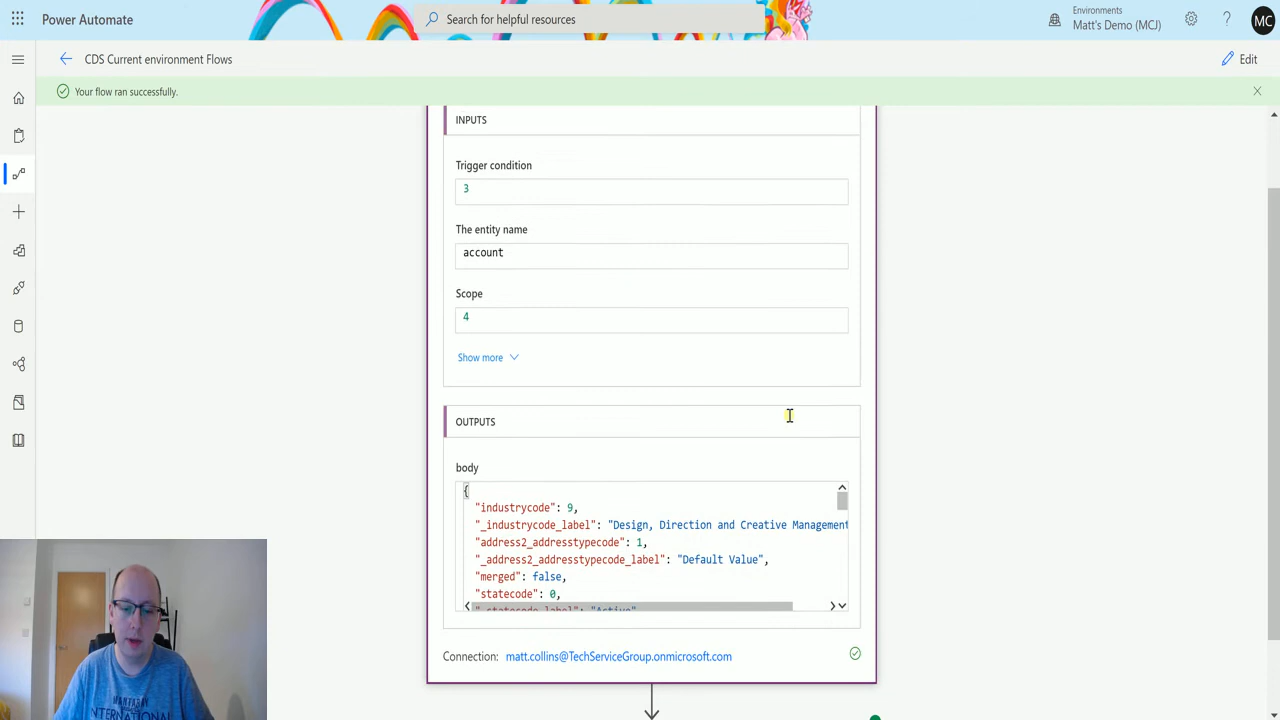 Power Automate
Search for helpful resources
Environments
Matt's Demo (MCJ)
MC
CDS Current environment Flows
Edit
Your flow ran successfully.
INPUTS
Trigger condition
3
The entity name
account
Scope
4
Show more
OUTPUTS
body
{
"industrycode": 9,
"_industrycode_label": "Design, Direction and Creative Management
"address2_addresstypecode": 1,
"_address2_addresstypecode_label": "Default Value",
"merged": false,
"statecode": 0,
"_statecode_label": "Active"
Connection: matt.collins@TechServiceGroup.onmicrosoft.com
INTERNATIONAL